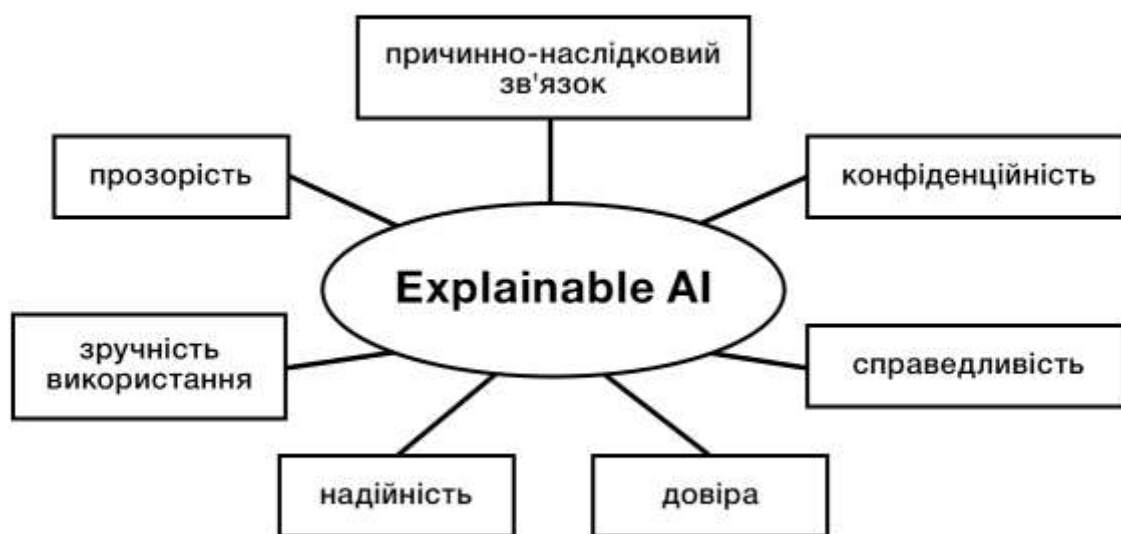 причинно-наслідковий
зв'язок
прозорість
конфіденційність
Explainable AI
зручність
використання
справедливість
надійність
довіра